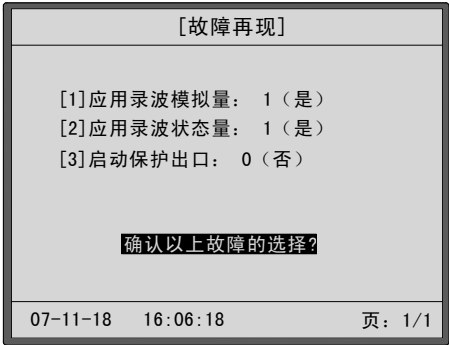 [故障再现]
[1]应用录波模拟量： 1（是）
[2]应用录波状态量： 1（是）
[3]启动保护出口： 0（否）
确认以上故障的选择?
07-11-18 16:06:18 页：1/1